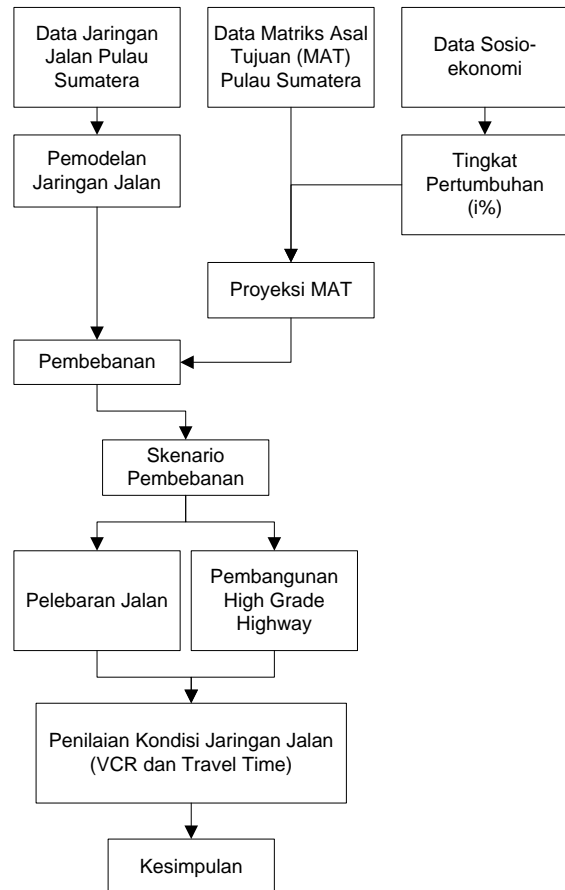 Data Jaringan
Jalan Pulau
Sumatera
Data Matriks Asal
Tujuan (MAT)
Pulau Sumatera
Data Sosio-
ekonomi
Pemodelan
Jaringan Jalan
Tingkat
Pertumbuhan
(i%)
Proyeksi MAT
Pembebanan
Skenario
Pembebanan
Pelebaran Jalan
Pembangunan
High Grade
Highway
Penilaian Kondisi Jaringan Jalan
(VCR dan Travel Time)
Kesimpulan